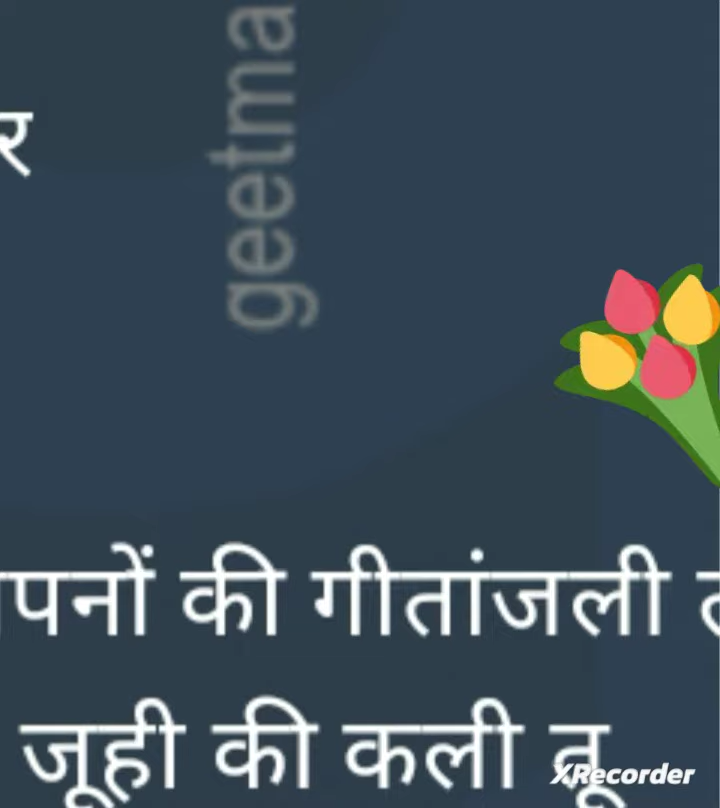 र
geetma
पनों की गीतांजली
जूही की कली तू
XRecorder